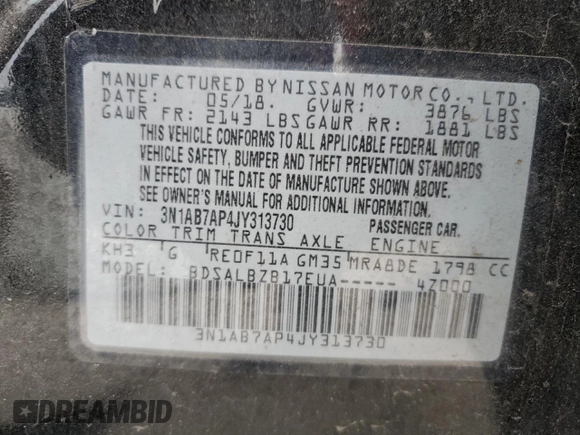 MANUFACTURED BY NISSAN MOTOR CO., LTD.
DATE: 05/18. GVWR: 3876 LBS
GAWR FR: 2143 LBS GAWR RR: 1881 LBS
THIS VEHICLE CONFORMS TO ALL APPLICABLE FEDERAL MOTOR
VEHICLE SAFETY, BUMPER AND THEFT PREVENTION STANDARDS
IN EFFECT ON THE DATE OF MANUFACTURE SHOWN ABOVE.
SEE OWNER'S MANUAL FOR ADDITIONAL INFORMATION.
VIN: 3N1AB7AP4JY313730 PASSENGER CAR.
COLOR TRIM TRANS AXLE ENGINE
KH3 G RE0F11A GM35 MRA8DE 1798 CC
MODEL: BDSALBZB17EUA----- 4Z000
3N1AB7AP4JY313730
DREAMBID